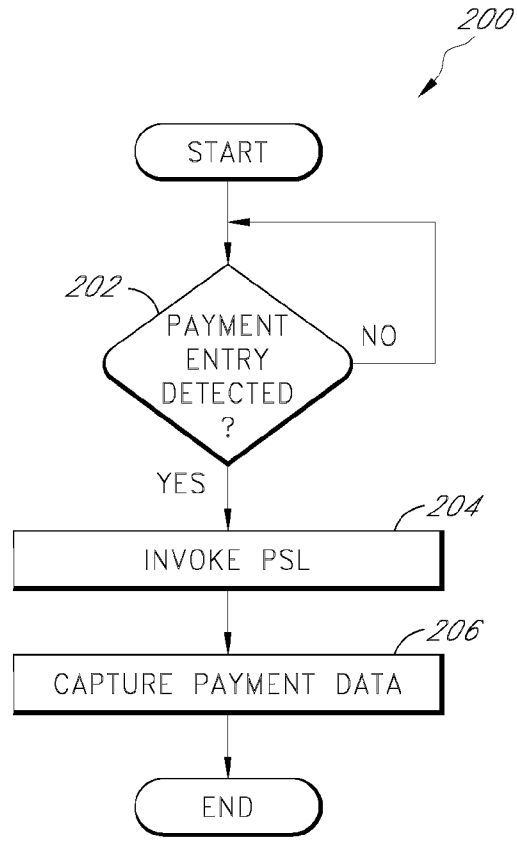 200
START
202
PAYMENT
ENTRY
DETECTED
?
NO
YES
204
INVOKE PSL
206
CAPTURE PAYMENT DATA
END